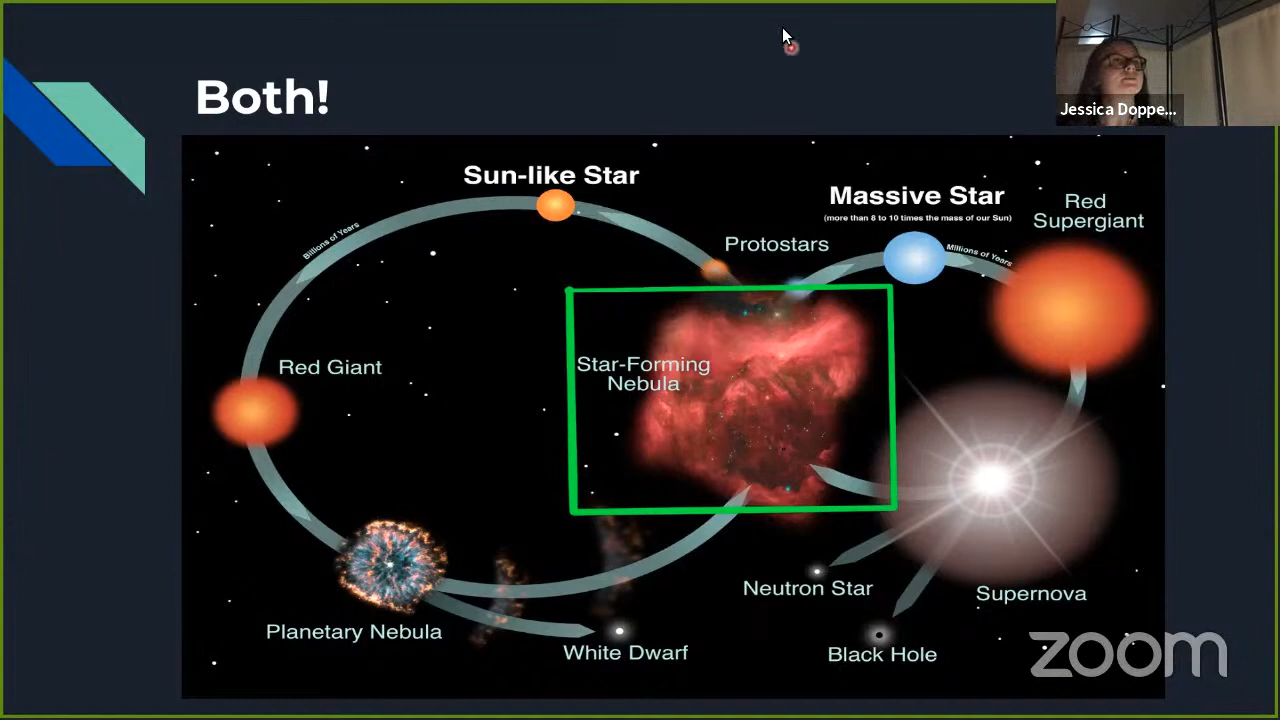 Both!
Jessica Doppe...
Sun-like Star
Massive Star
(more than 8 to 10 times the mass of our Sun)
Red
Supergiant
Protostars
Billions of Years
Millions of Years
Star-Forming
Nebula
Red Giant
Neutron Star
Supernova
Planetary Nebula
White Dwarf
Black Hole
zoom